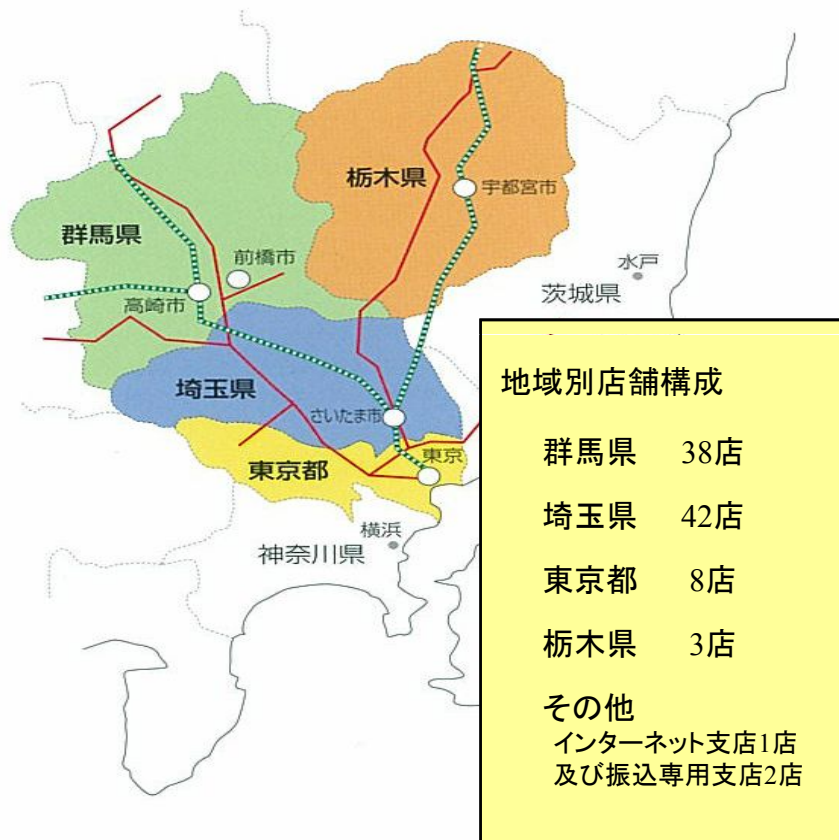 栃木県
宇都宮市
群馬県
前橋市
水戸
茨城県
高崎市
埼玉県
さいたま市
東京
東京都
横浜
神奈川県
地域別店舗構成
群馬県 38店
埼玉県 42店
東京都 8店
栃木県 3店
その他
インターネット支店1店
及び振込専用支店2店